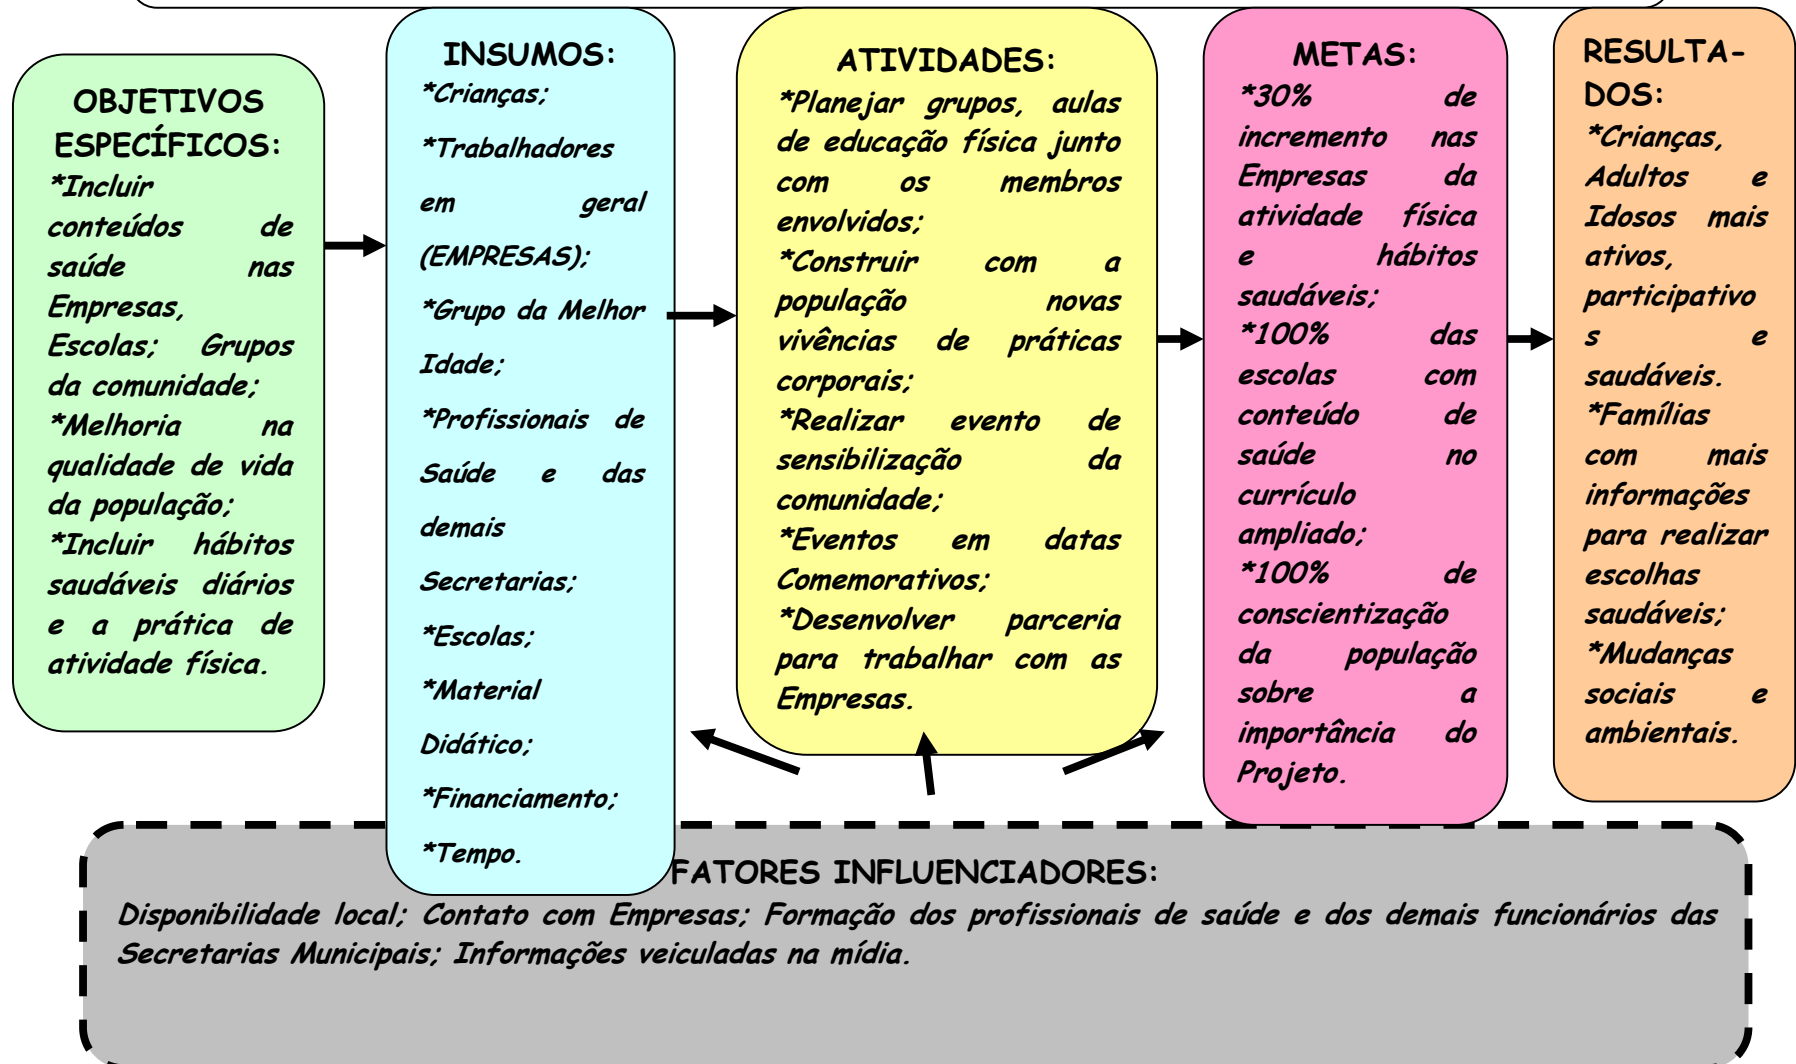 OBJETIVOS
ESPECÍFICOS:
*Incluir
conteúdos de
saúde nas
Empresas,
Escolas; Grupos
da comunidade;
*Melhoria na
qualidade de vida
da população;
*Incluir hábitos
saudáveis diários
e a prática de
atividade física.
INSUMOS:
*Crianças;
*Trabalhadores
em geral
(EMPRESAS);
*Grupo da Melhor
Idade;
*Profissionais de
Saúde e das
demais
Secretarias;
*Escolas;
*Material
Didático;
*Financiamento;
*Tempo.
ATIVIDADES:
*Planejar grupos, aulas
de educação física junto
com os membros
envolvidos;
*Construir com a
população novas
vivências de práticas
corporais;
*Realizar evento de
sensibilização da
comunidade;
*Eventos em datas
Comemorativos;
*Desenvolver parceria
para trabalhar com as
Empresas.
METAS:
*30% de
incremento nas
Empresas da
atividade física
e hábitos
saudáveis;
*100% das
escolas com
conteúdo de
saúde no
currículo
ampliado;
*100% de
conscientização
da população
sobre a
importância do
Projeto.
RESULTA-
DOS:
*Crianças,
Adultos e
Idosos mais
ativos,
participativo
s e
saudáveis.
*Famílias
com mais
informações
para realizar
escolhas
saudáveis;
*Mudanças
sociais e
ambientais.
FATORES INFLUENCIADORES:
Disponibilidade local; Contato com Empresas; Formação dos profissionais de saúde e dos demais funcionários das
Secretarias Municipais; Informações veiculadas na mídia.